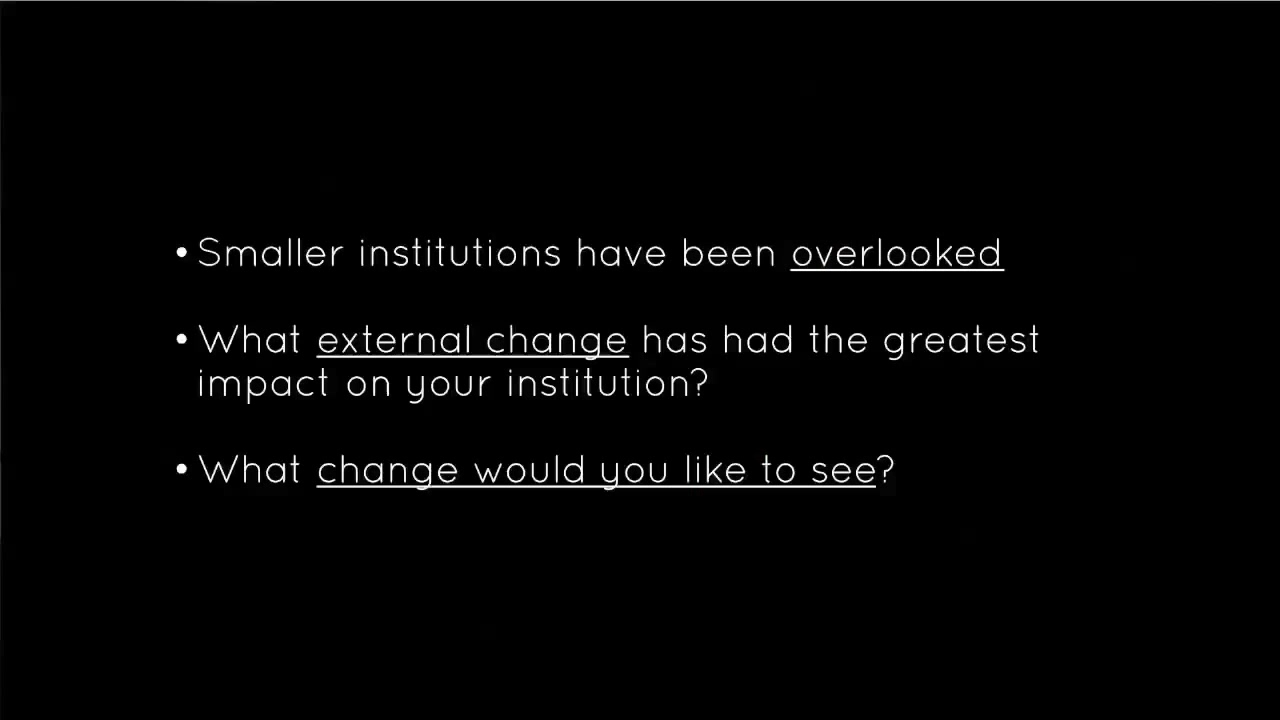 • Smaller institutions have been overlooked
• What external change has had the greatest
impact on your institution?
• What change would you like to see?